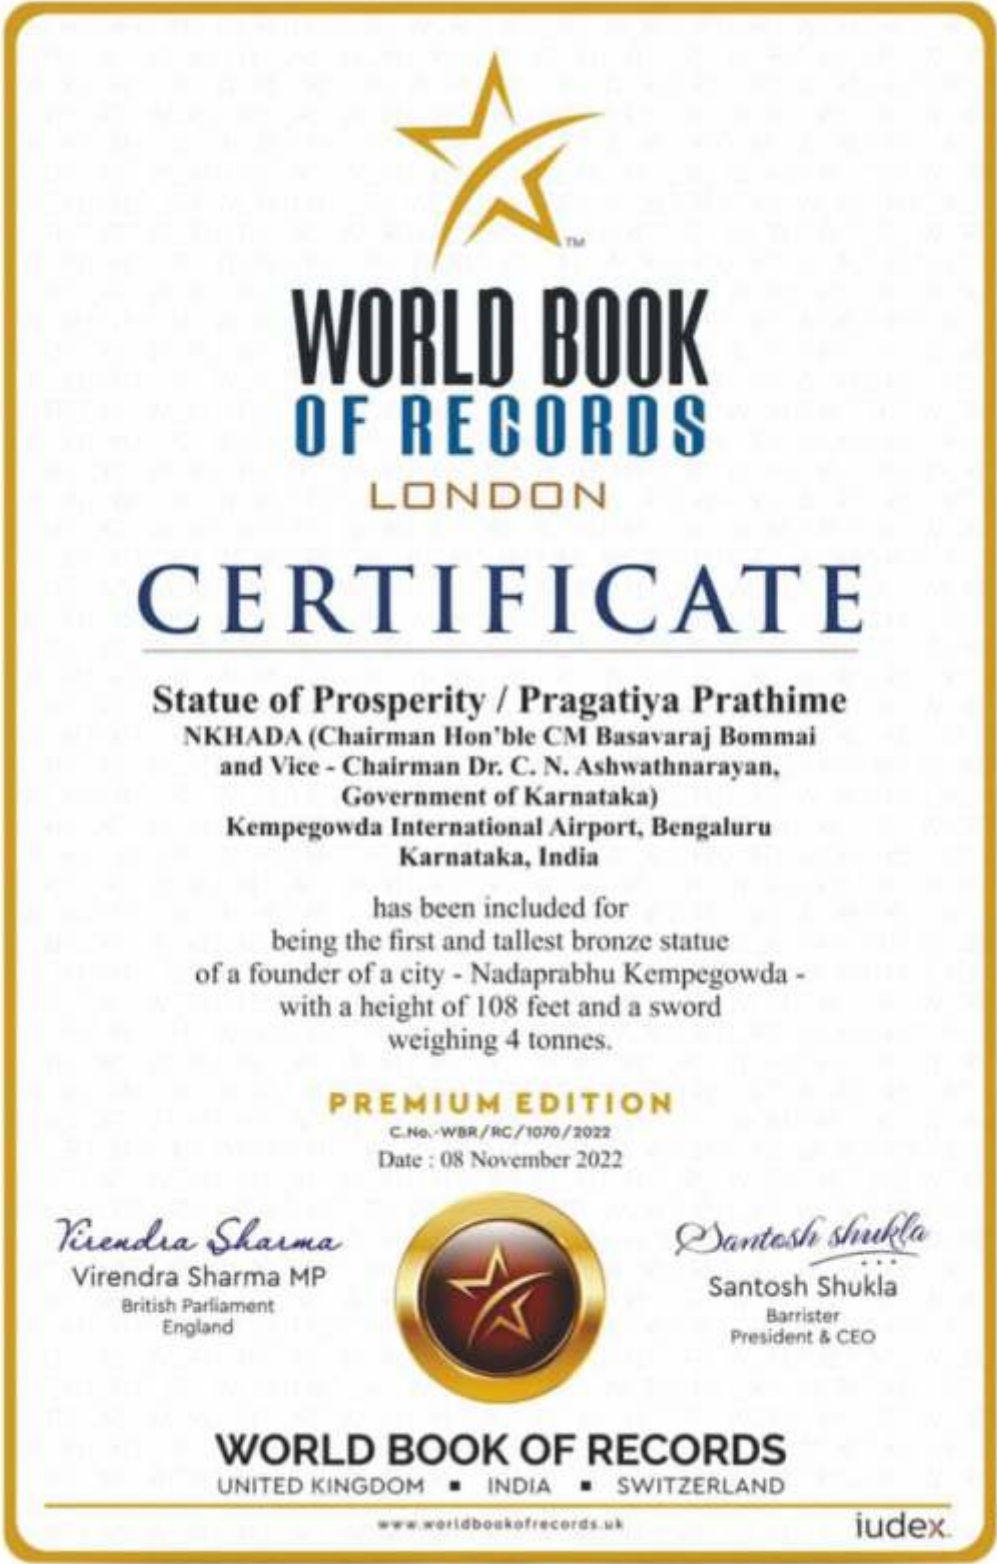 TM
WORLD BOOK
OF RECORDS
LONDON
CERTIFICATE
Statue of Prosperity / Pragatiya Prathime
NKHADA (Chairman Hon'ble CM Basavaraj Bommai
and Vice - Chairman Dr. C. N. Ashwathnarayan,
Government of Karnataka)
Kempegowda International Airport, Bengaluru
Karnataka, India
has been included for
being the first and tallest bronze statue
of a founder of a city - Nadaprabhu Kempegowda -
with a height of 108 feet and a sword
weighing 4 tonnes.
PREMIUM EDITION
C.No.-WBR/RC/1070/2022
Date : 08 November 2022
Virendra Sharma
Virendra Sharma MP
British Parliament
England
Santosh shukla
Santosh Shukla
Barrister
President & CEO
WORLD BOOK OF RECORDS
UNITED KINGDOM ▪ INDIA ▪ SWITZERLAND
www.worldbookofrecords.uk
iudex.